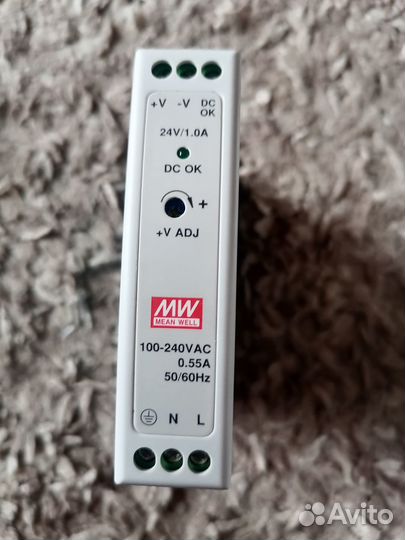 +V -V DC OK
24V/1.0A
DC OK
+
+V ADJ
MW
MEAN WELL
100-240VAC
0.55A
50/60Hz
N L
Avito